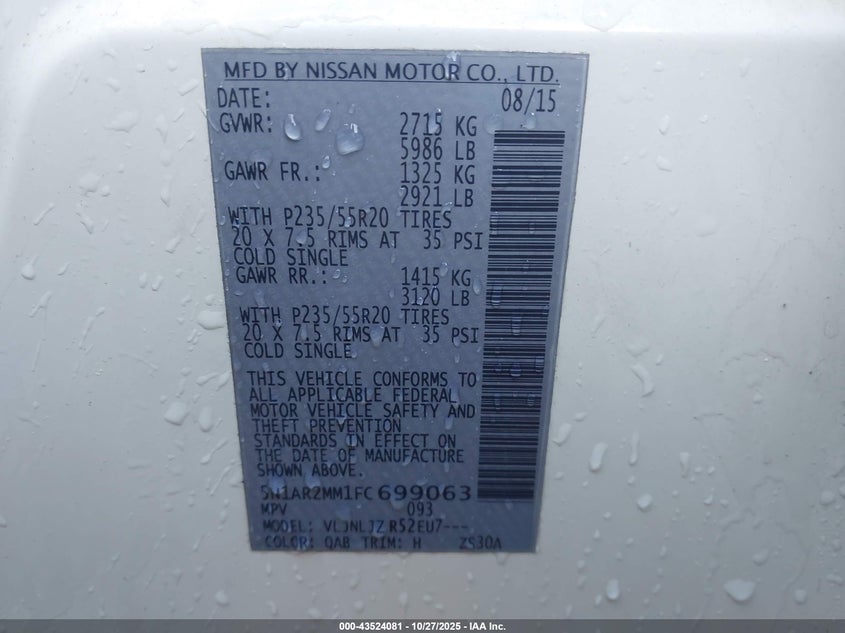 MFD BY NISSAN MOTOR CO., LTD.
DATE: 08/15
GVWR: 2715 KG
5986 LB
GAWR FR.: 1325 KG
2921 LB
WITH P235/55R20 TIRES
20 X 7.5 RIMS AT 35 PSI
COLD SINGLE
GAWR RR.: 1415 KG
3120 LB
WITH P235/55R20 TIRES
20 X 7.5 RIMS AT 35 PSI
COLD SINGLE
THIS VEHICLE CONFORMS TO
ALL APPLICABLE FEDERAL
MOTOR VEHICLE SAFETY AND
THEFT PREVENTION
STANDARDS IN EFFECT ON
THE DATE OF MANUFACTURE
SHOWN ABOVE.
5N1AR2MM1FC699063
MPV 093
MODEL: VLJNLJZ R52EU7---
COLOR: QAB TRIM: H ZS30A
000-43524081 - 10/27/2025 - IAA Inc.